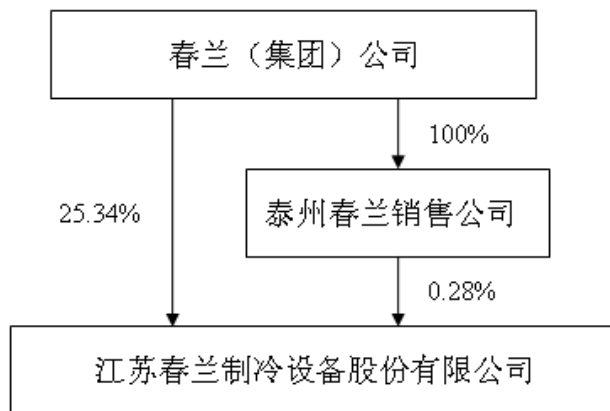 春兰（集团）公司
100%
25.34%
泰州春兰销售公司
0.28%
江苏春兰制冷设备股份有限公司